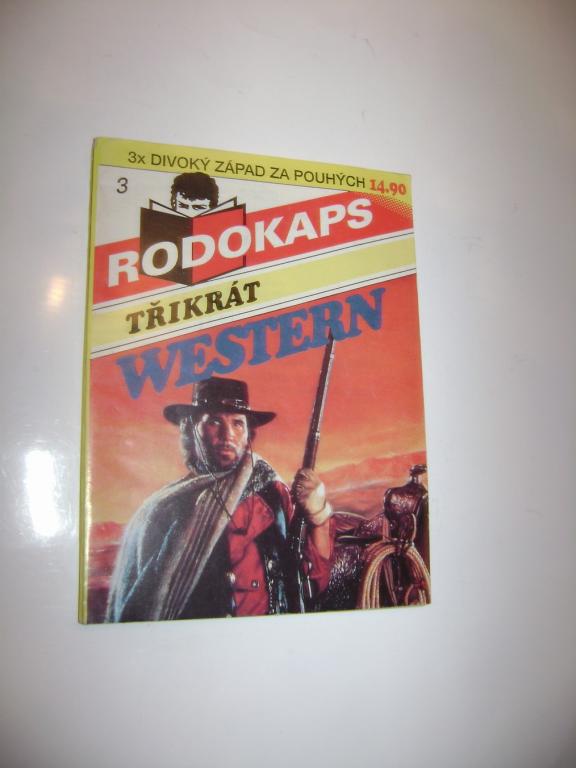 3x DIVOKÝ ZÁPAD ZA POUHÝCH 14.90
3
RODOKAPS
TŘIKRÁT
WESTERN